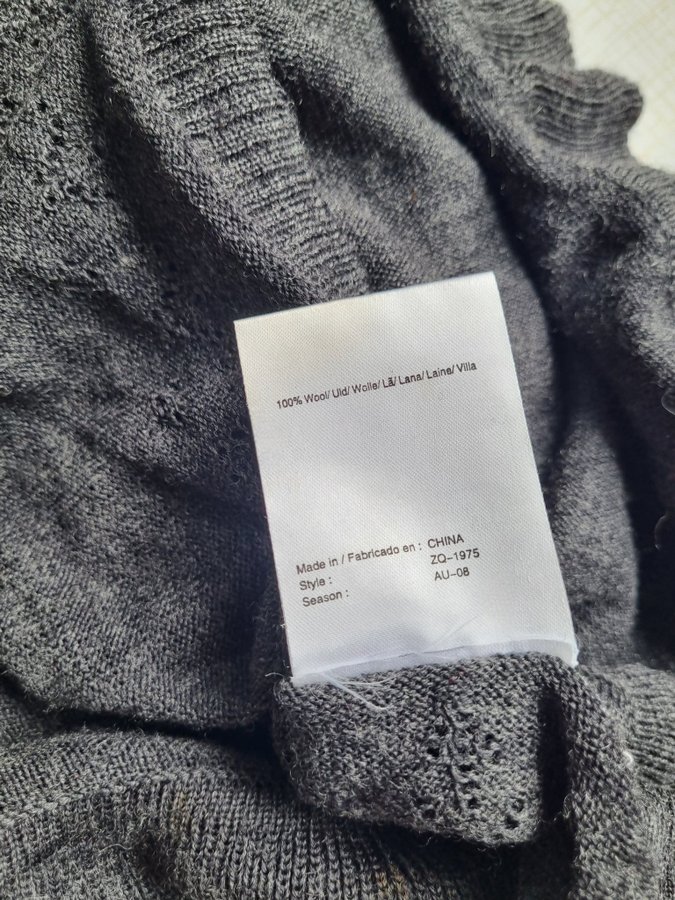 100% Wool/ Uld/ Wolle/ Lã/ Lana/ Laine/ Villa
Made in / Fabricado en : CHINA
Style : ZQ-1975
Season : AU-08